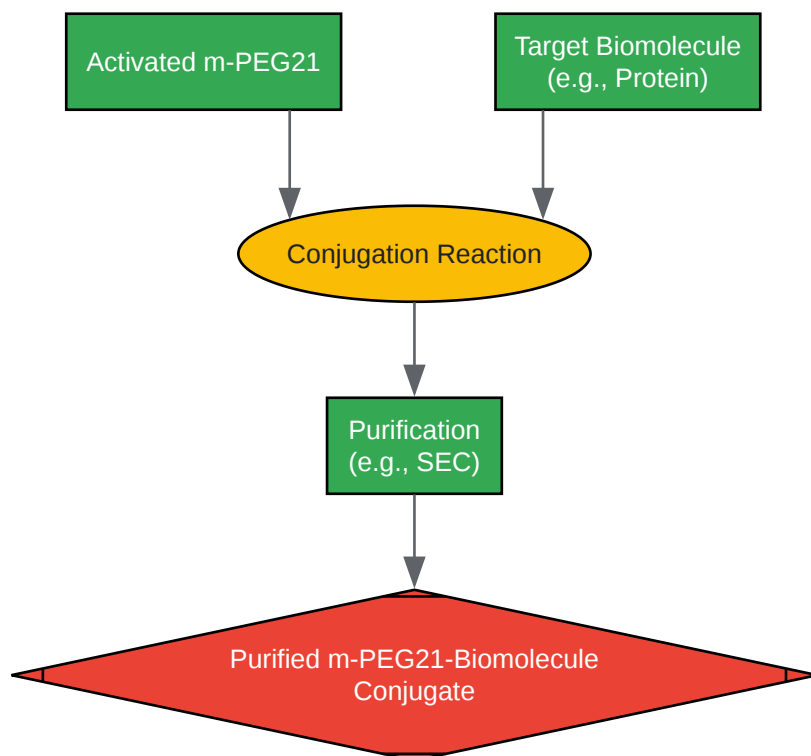 Activated m-PEG21
Target Biomolecule
(e.g., Protein)
Conjugation Reaction
Purification
(e.g., SEC)
Purified m-PEG21-Biomolecule
Conjugate